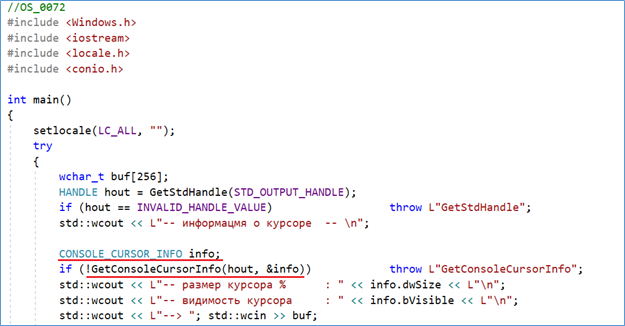 //OS_0072
#include <Windows.h>
#include <iostream>
#include <locale.h>
#include <conio.h>
int main()
{
setlocale(LC_ALL, "");
try
{
wchar_t buf[256];
HANDLE hout = GetStdHandle(STD_OUTPUT_HANDLE);
if (hout == INVALID_HANDLE_VALUE) throw L"GetStdHandle";
std::wcout << L"-- информацмя о курсоре -- \n";
CONSOLE_CURSOR_INFO info;
if (!GetConsoleCursorInfo(hout, &info)) throw L"GetConsoleCursorInfo";
std::wcout << L"-- размер курсора % : " << info.dwSize << L"\n";
std::wcout << L"-- видимость курсора : " << info.bVisible << L"\n";
std::wcout << L"--> "; std::wcin >> buf;